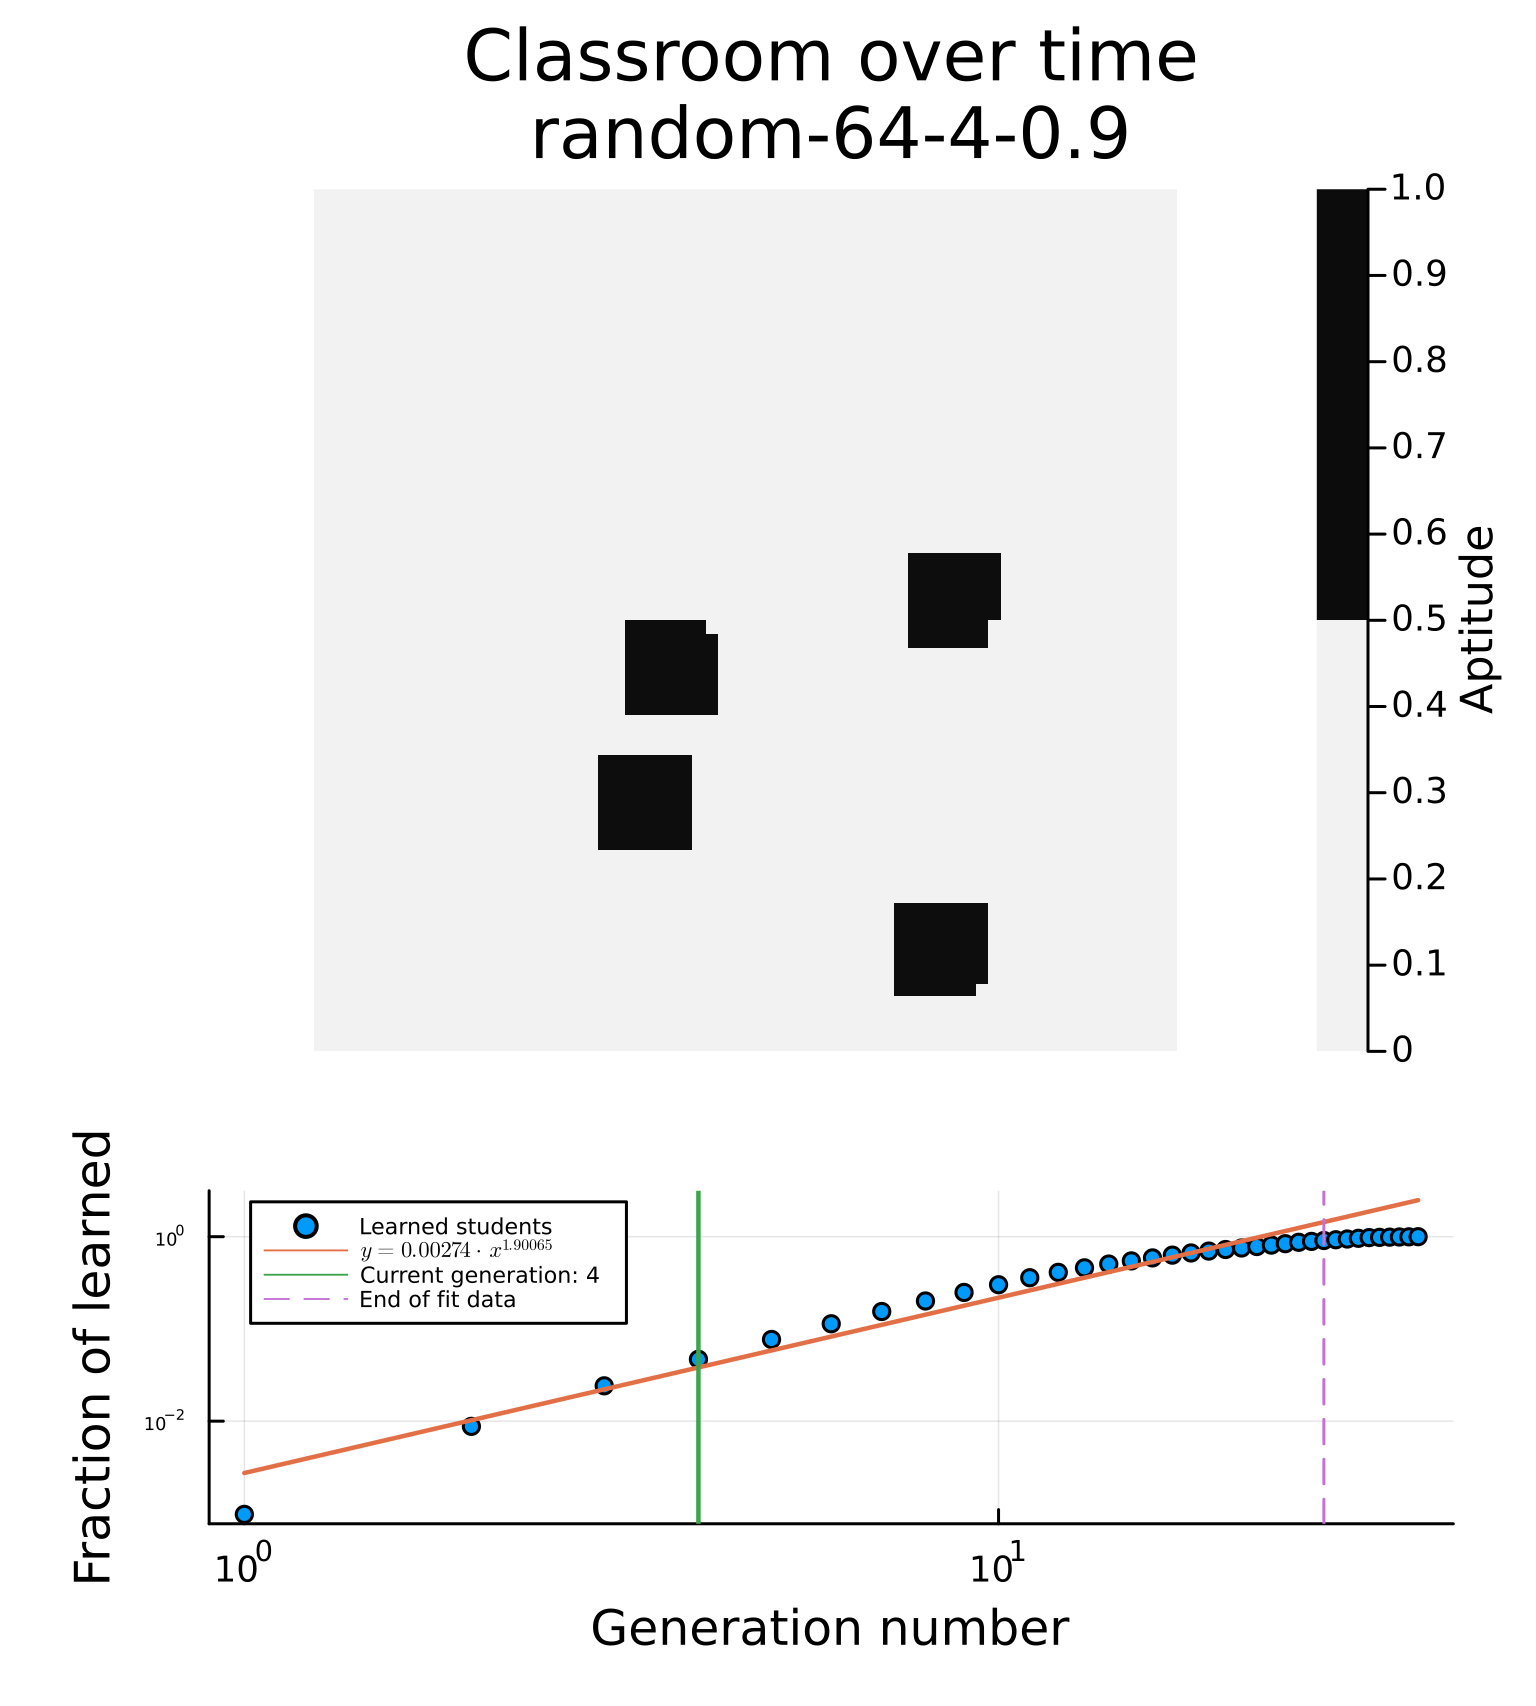 Classroom over time
random-64-4-0.9
1.0
0.9
0.8
0.7
0.6
0.5
0.4
0.3
0.2
0.1
0
Aptitude
Fraction of learned
10^0
10^-2
Learned students
y = 0.00274 · x^1.90065
Current generation: 4
End of fit data
10^0
10^1
Generation number